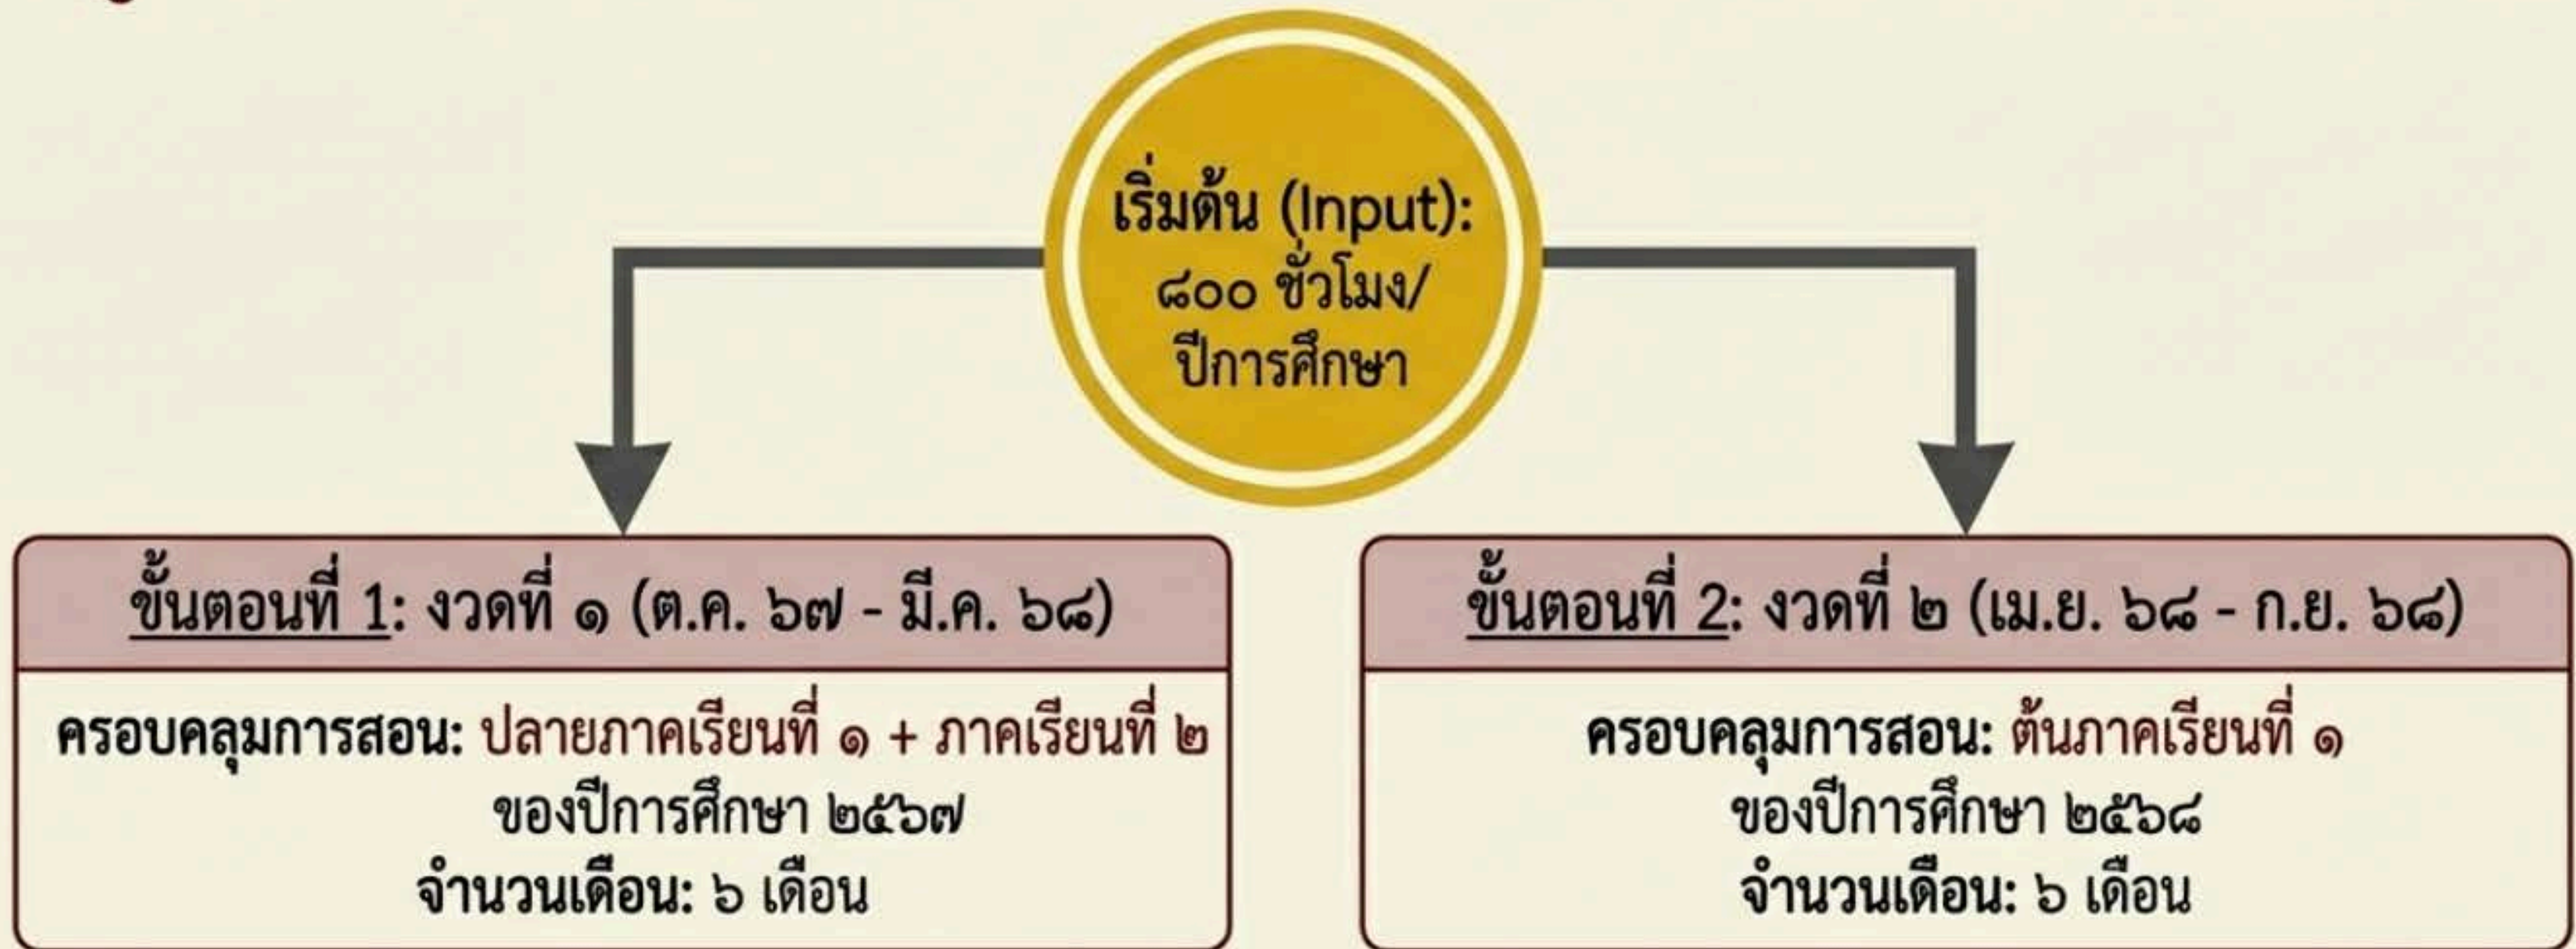 เริ่มต้น (Input):
๘๐๐ ชั่วโมง/
ปีการศึกษา
ขั้นตอนที่ 1: งวดที่ ๑ (ต.ค. ๖๗ - มี.ค. ๖๘)
ครอบคลุมการสอน: ปลายภาคเรียนที่ ๑ + ภาคเรียนที่ ๒
ของปีการศึกษา ๒๕๖๗
จำนวนเดือน: ๖ เดือน
ขั้นตอนที่ 2: งวดที่ ๒ (เม.ย. ๖๘ - ก.ย. ๖๘)
ครอบคลุมการสอน: ต้นภาคเรียนที่ ๑
ของปีการศึกษา ๒๕๖๘
จำนวนเดือน: ๖ เดือน